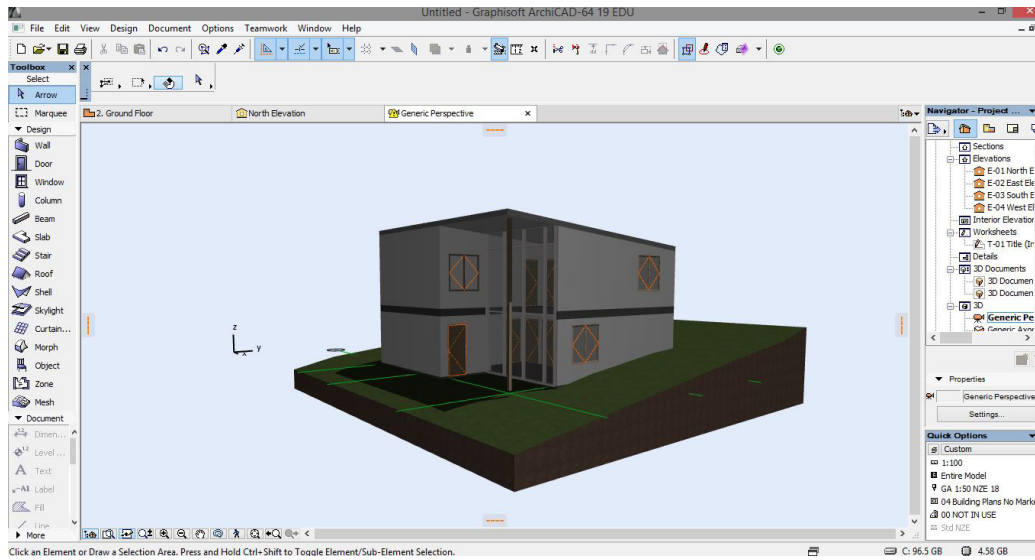 Untitled - Graphisoft ArchiCAD-64 19 EDU
File Edit View Design Document Options Teamwork Window Help
Toolbox
Select
Arrow
Marquee
Design
Wall
Door
Window
Column
Beam
Slab
Stair
Roof
Shell
Skylight
Curtain...
Morph
Object
Zone
Mesh
Document
Dimen...
Level ...
Text
Label
Fill
Line
More
2. Ground Floor
North Elevation
Generic Perspective
z
y
x
Navigator - Project ...
Sections
Elevations
E-01 North E
E-02 East Ele
E-03 South E
E-04 West El
Interior Elevation
Worksheets
T-01 Title (In
Details
3D Documents
3D Documen
3D Documen
3D
Generic Pe
Generic Axor
Properties
Generic Perspective
Settings...
Quick Options
Custom
1:100
Entire Model
GA 1:50 NZE 18
04 Building Plans No Marke
00 NOT IN USE
Std NZE
Click an Element or Draw a Selection Area. Press and Hold Ctrl+Shift to Toggle Element/Sub-Element Selection.
C: 96.5 GB
4.58 GB